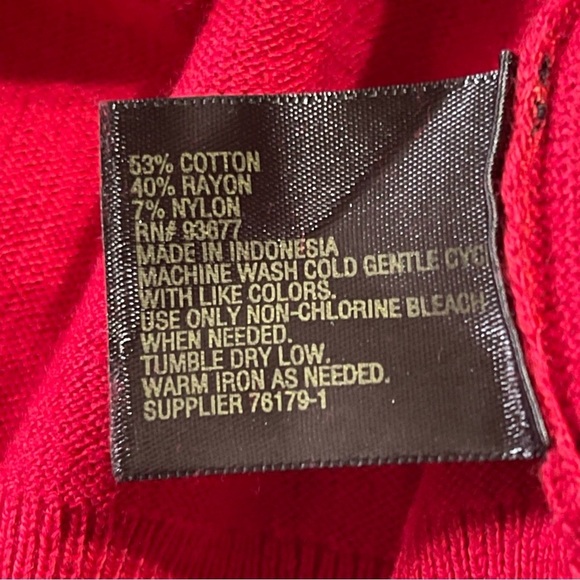 53% COTTON
40% RAYON
7% NYLON
RN# 93677
MADE IN INDONESIA
MACHINE WASH COLD GENTLE CYC
WITH LIKE COLORS.
USE ONLY NON-CHLORINE BLEACH
WHEN NEEDED.
TUMBLE DRY LOW.
WARM IRON AS NEEDED.
SUPPLIER 76179-1